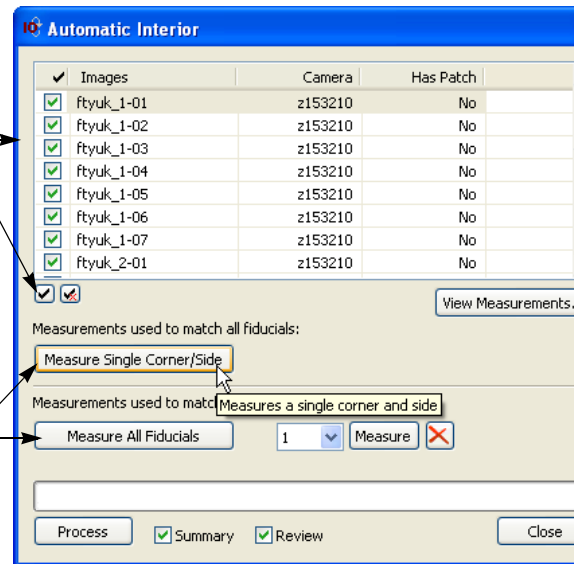 Automatic Interior
Images Camera Has Patch
ftyuk_1-01 z153210 No
ftyuk_1-02 z153210 No
ftyuk_1-03 z153210 No
ftyuk_1-04 z153210 No
ftyuk_1-05 z153210 No
ftyuk_1-06 z153210 No
ftyuk_1-07 z153210 No
ftyuk_2-01 z153210 No
View Measurements.
Measurements used to match all fiducials:
Measure Single Corner/Side
Measurements used to matc
Measures a single corner and side
Measure All Fiducials 1 Measure
Process Summary Review Close